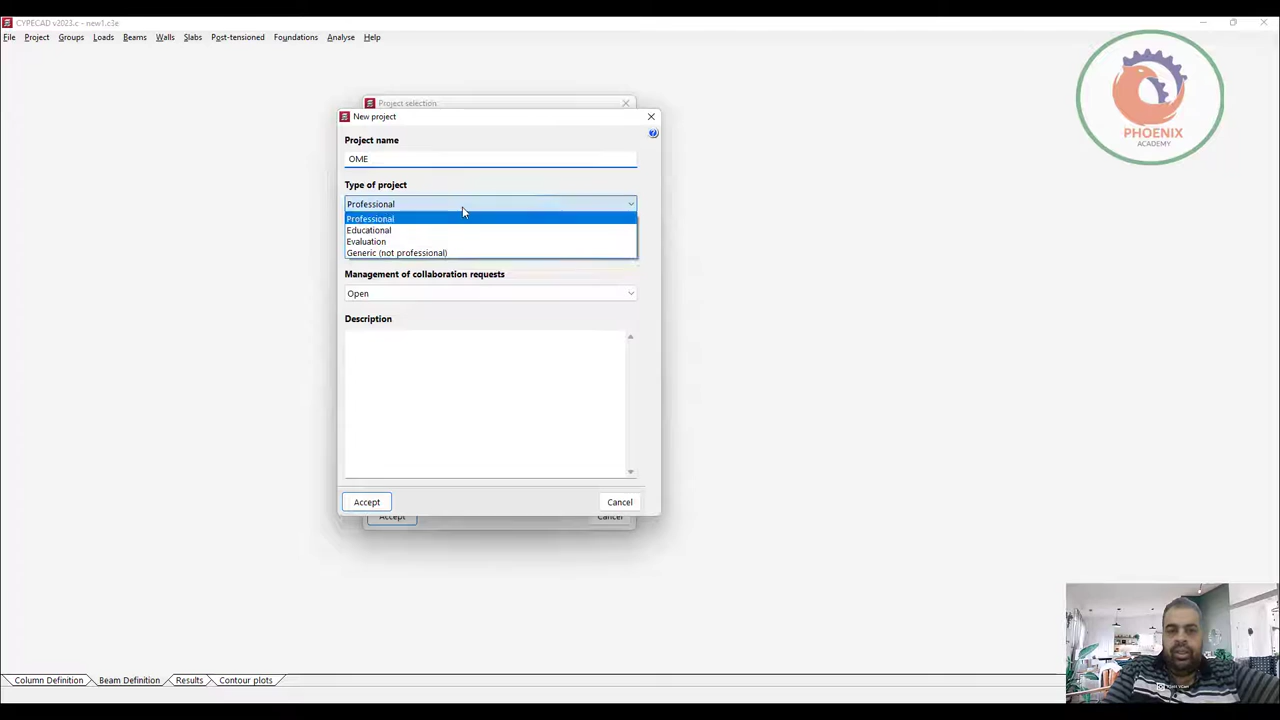 CYPECAD v2023.c - new1.c3e
File Project Groups Loads Beams Walls Slabs Post-tensioned Foundations Analyse Help
PHOENIX
ACADEMY
Project selection
New project
Project name
OME
Type of project
Professional
Professional
Educational
Evaluation
Generic (not professional)
Management of collaboration requests
Open
Description
Accept Cancel
Accept Cancel
Column Definition Beam Definition Results Contour plots